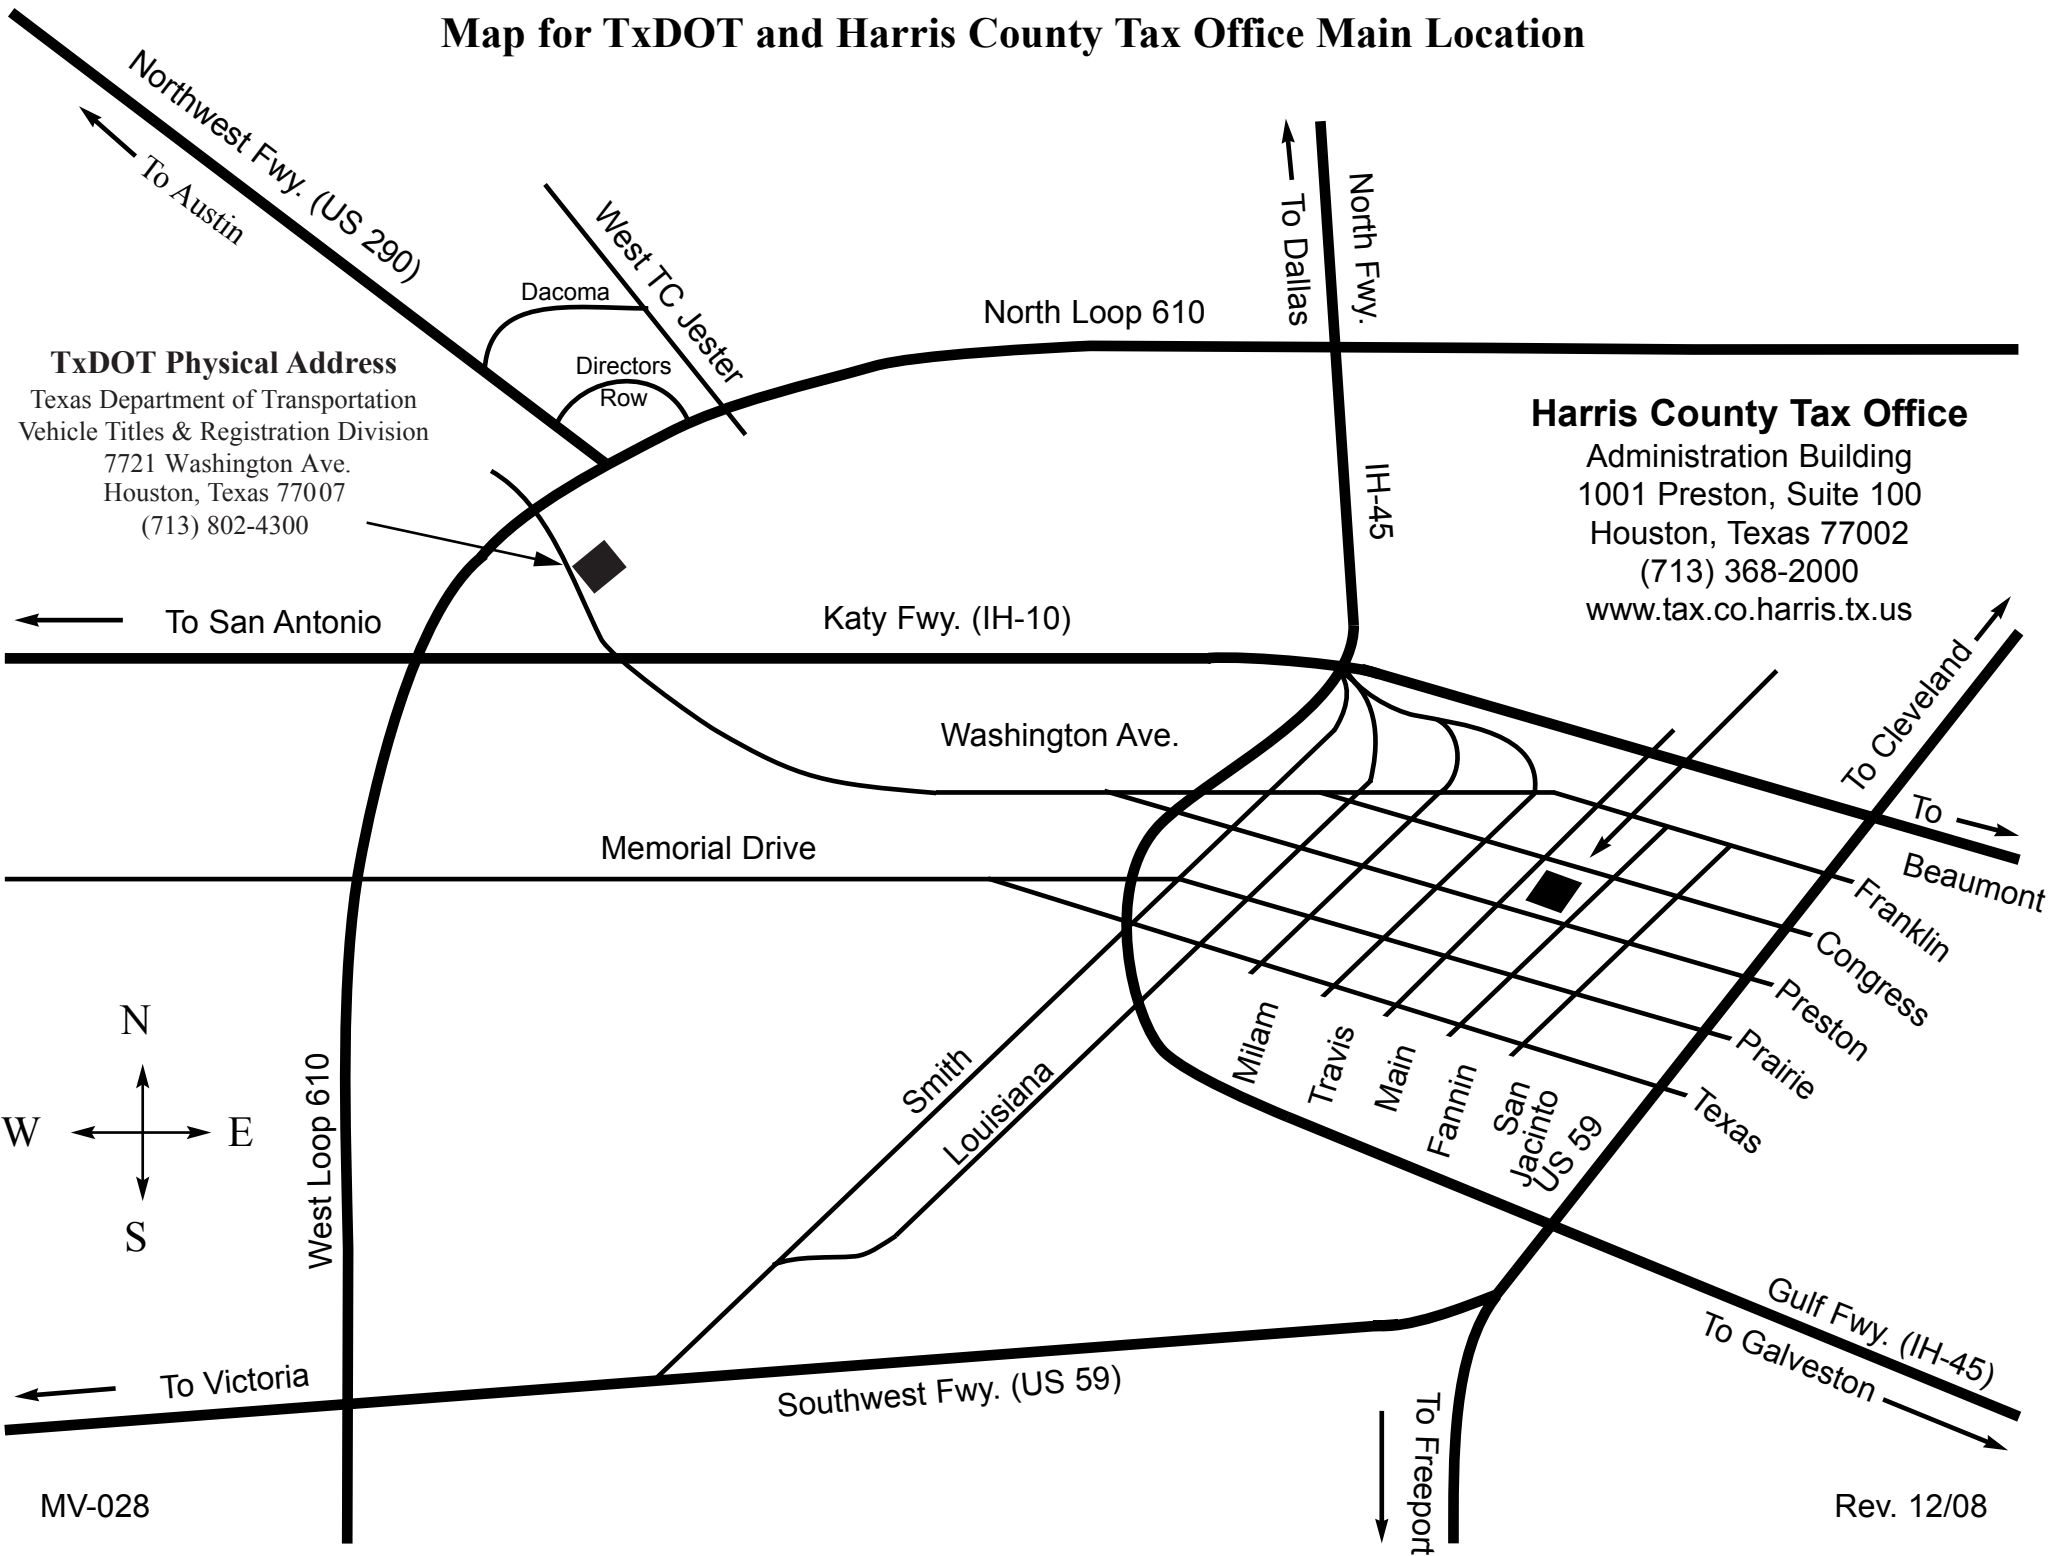 Map for TxDOT and Harris County Tax Office Main Location
Northwest Fwy. (US 290)
To Austin
West TC Jester
Dacoma
Directors
Row
North Loop 610
To Dallas
North Fwy.
IH-45
TxDOT Physical Address
Texas Department of Transportation
Vehicle Titles & Registration Division
7721 Washington Ave.
Houston, Texas 77007
(713) 802-4300
Harris County Tax Office
Administration Building
1001 Preston, Suite 100
Houston, Texas 77002
(713) 368-2000
www.tax.co.harris.tx.us
To San Antonio
Katy Fwy. (IH-10)
To Cleveland
Washington Ave.
To
Beaumont
Memorial Drive
Franklin
Congress
Preston
Prairie
Texas
Smith
Louisiana
Milam
Travis
Main
Fannin
San
Jacinto
US 59
N
W
E
S
West Loop 610
To Victoria
Southwest Fwy. (US 59)
Gulf Fwy. (IH-45)
To Galveston
To Freeport
MV-028
Rev. 12/08